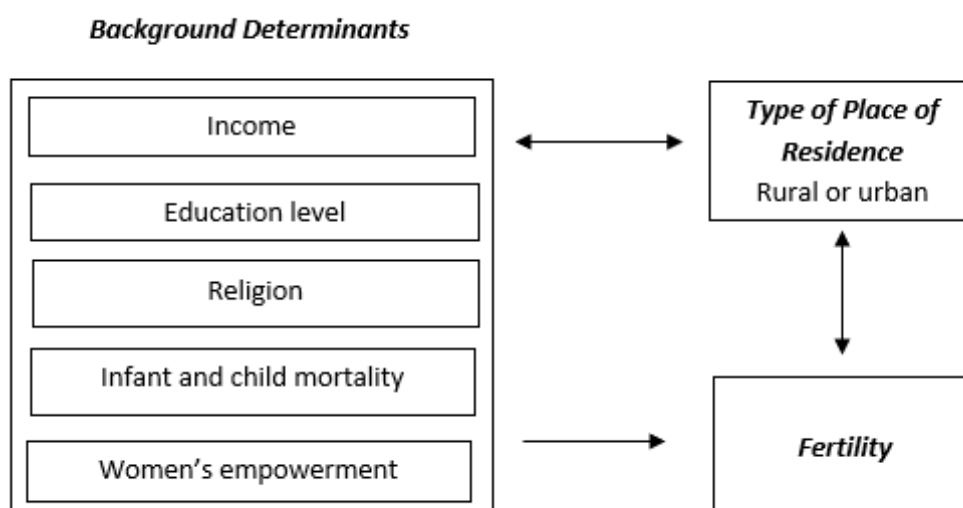 Background Determinants
Income
Education level
Religion
Infant and child mortality
Women’s empowerment
Type of Place of
Residence
Rural or urban
Fertility